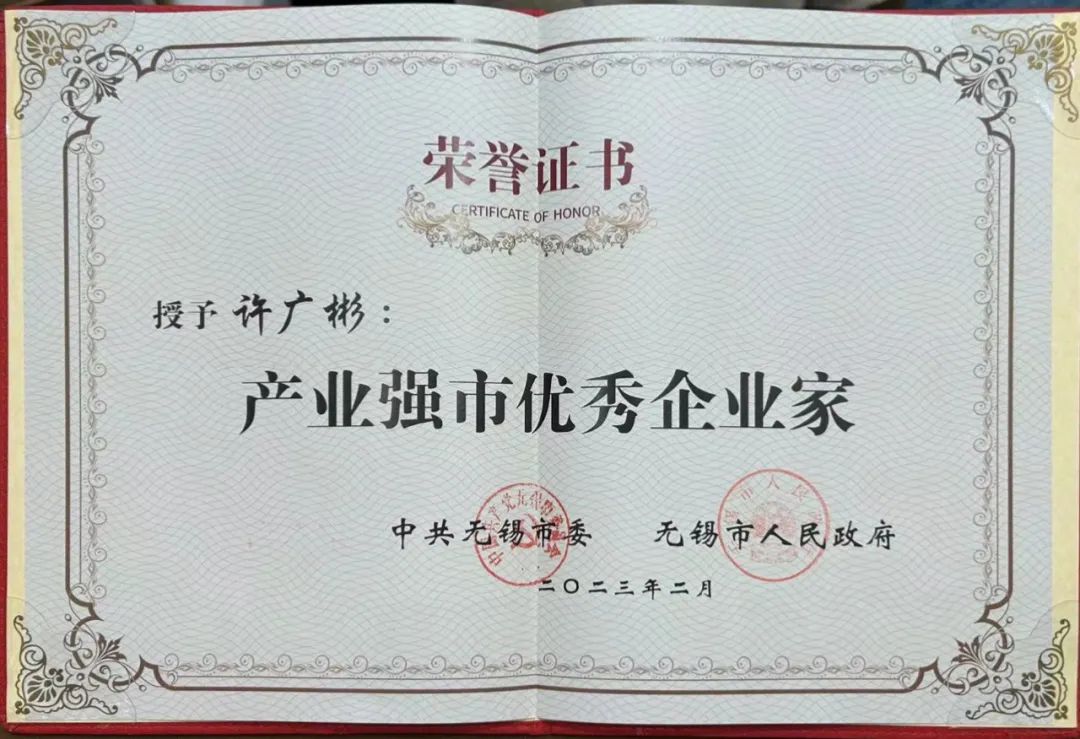 荣誉证书
CERTIFICATE OF HONOR
授予 许广彬：
产业强市优秀企业家
中共无锡市委 无锡市人民政府
二〇二三年二月